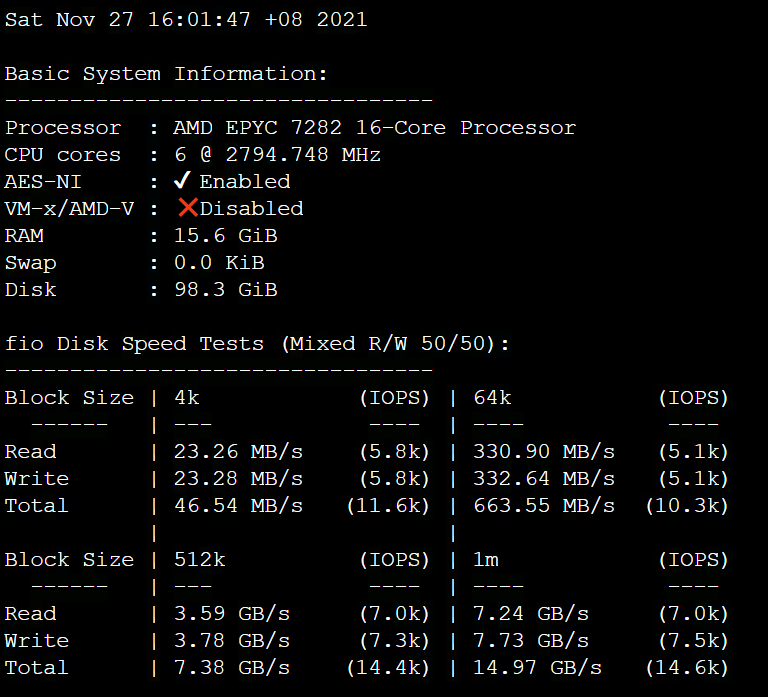 Sat Nov 27 16:01:47 +08 2021
Basic System Information:
---------------------------------
Processor  : AMD EPYC 7282 16-Core Processor
CPU cores  : 6 @ 2794.748 MHz
AES-NI     : ✔ Enabled
VM-x/AMD-V : ❌Disabled
RAM        : 15.6 GiB
Swap       : 0.0 KiB
Disk       : 98.3 GiB
fio Disk Speed Tests (Mixed R/W 50/50):
---------------------------------
Block Size | 4k            (IOPS) | 64k           (IOPS)
  ------   | ---            ----  | ----           ----
Read       | 23.26 MB/s    (5.8k) | 330.90 MB/s   (5.1k)
Write      | 23.28 MB/s    (5.8k) | 332.64 MB/s   (5.1k)
Total      | 46.54 MB/s   (11.6k) | 663.55 MB/s  (10.3k)
           |                      |
Block Size | 512k          (IOPS) | 1m            (IOPS)
  ------   | ---            ----  | ----           ----
Read       | 3.59 GB/s     (7.0k) | 7.24 GB/s     (7.0k)
Write      | 3.78 GB/s     (7.3k) | 7.73 GB/s     (7.5k)
Total      | 7.38 GB/s    (14.4k) | 14.97 GB/s   (14.6k)